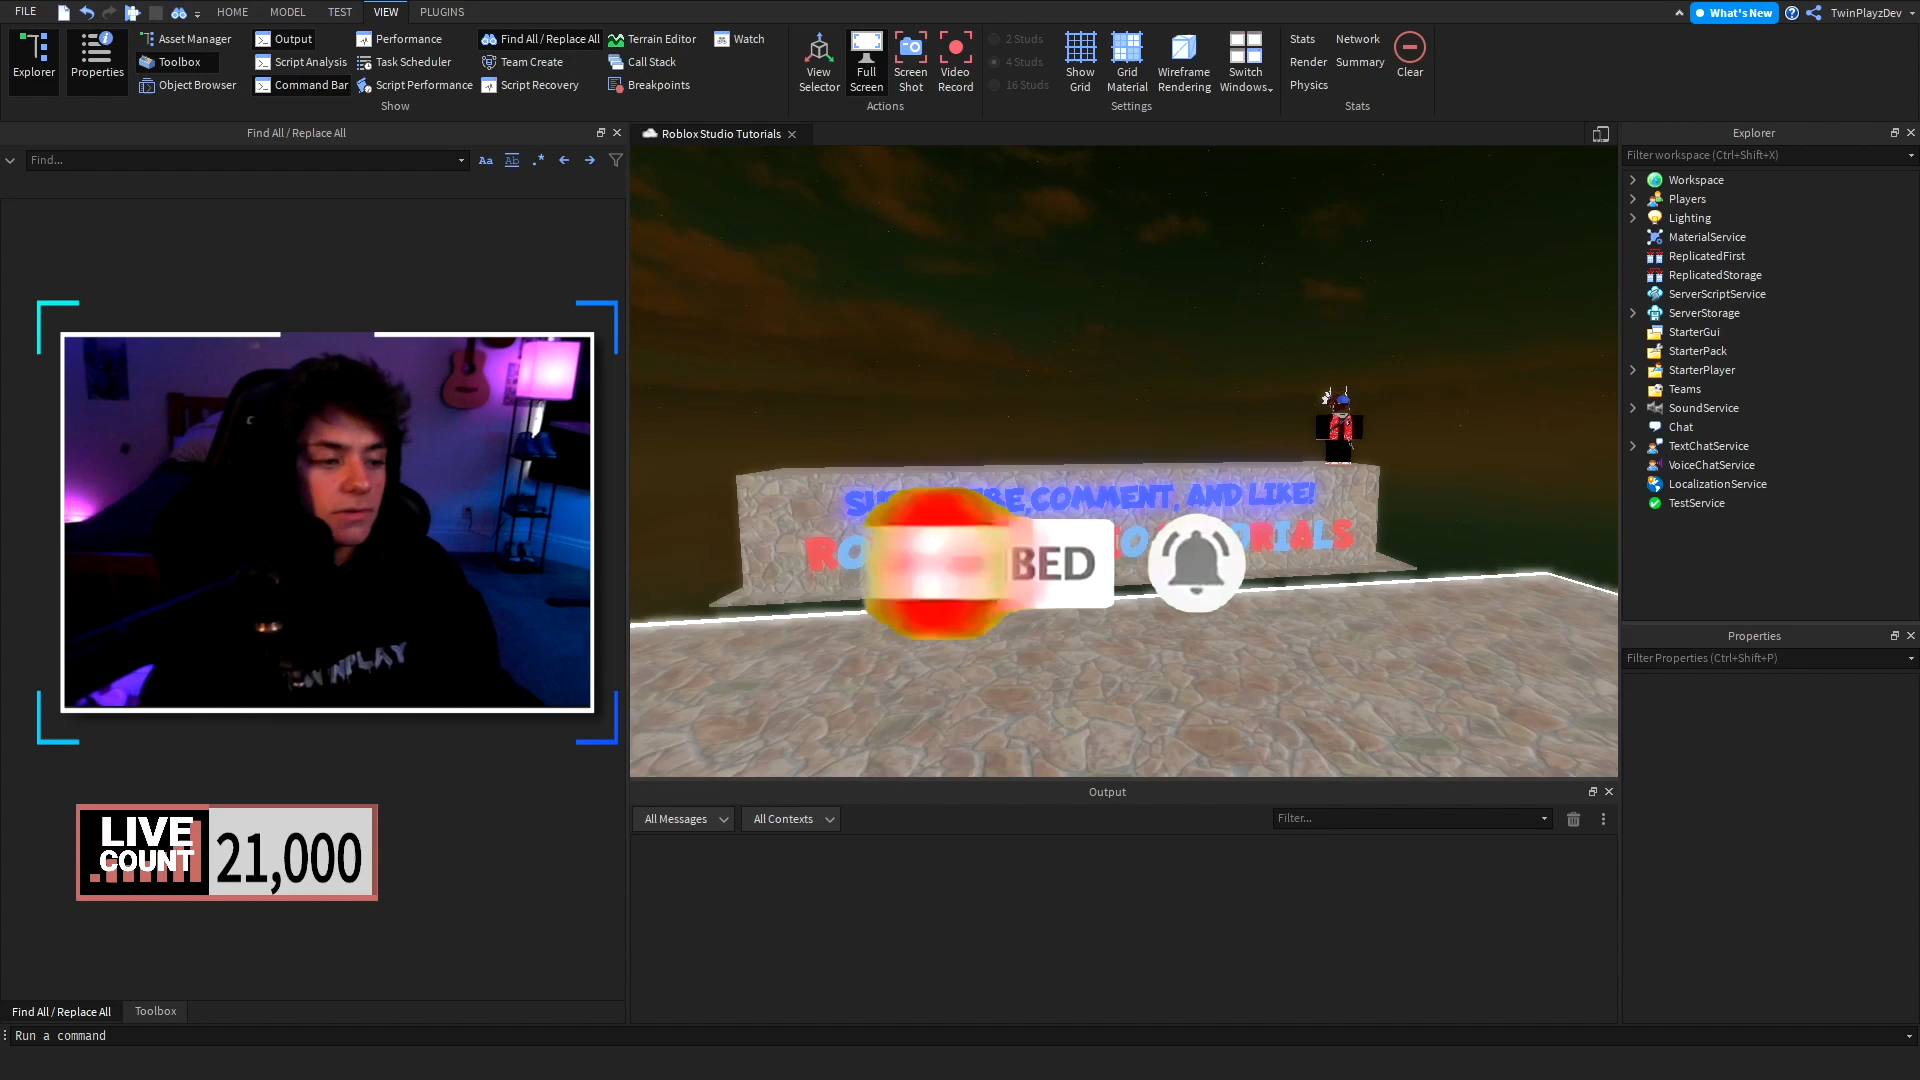 FILE
HOME
MODEL
TEST
VIEW
PLUGINS
What's New
TwinPlayzDev
Explorer
Properties
Asset Manager
Toolbox
Object Browser
Output
Script Analysis
Command Bar
Performance
Task Scheduler
Script Performance
Find All / Replace All
Team Create
Script Recovery
Terrain Editor
Call Stack
Breakpoints
Watch
Show
View
Selector
Full
Screen
Screen
Shot
Video
Record
Actions
2 Studs
4 Studs
16 Studs
Show
Grid
Grid
Material
Wireframe
Rendering
Switch
Windows
Settings
Stats
Network
Render
Summary
Physics
Clear
Stats
Find All / Replace All
Find...
Aa
Ab
.*
Roblox Studio Tutorials
COMMENT, AND LIKE!
BED
LIVE
COUNT
21,000
Find All / Replace All
Toolbox
Run a command
Output
All Messages
All Contexts
Filter...
Explorer
Filter workspace (Ctrl+Shift+X)
Workspace
Players
Lighting
MaterialService
ReplicatedFirst
ReplicatedStorage
ServerScriptService
ServerStorage
StarterGui
StarterPack
StarterPlayer
Teams
SoundService
Chat
TextChatService
VoiceChatService
LocalizationService
TestService
Properties
Filter Properties (Ctrl+Shift+P)